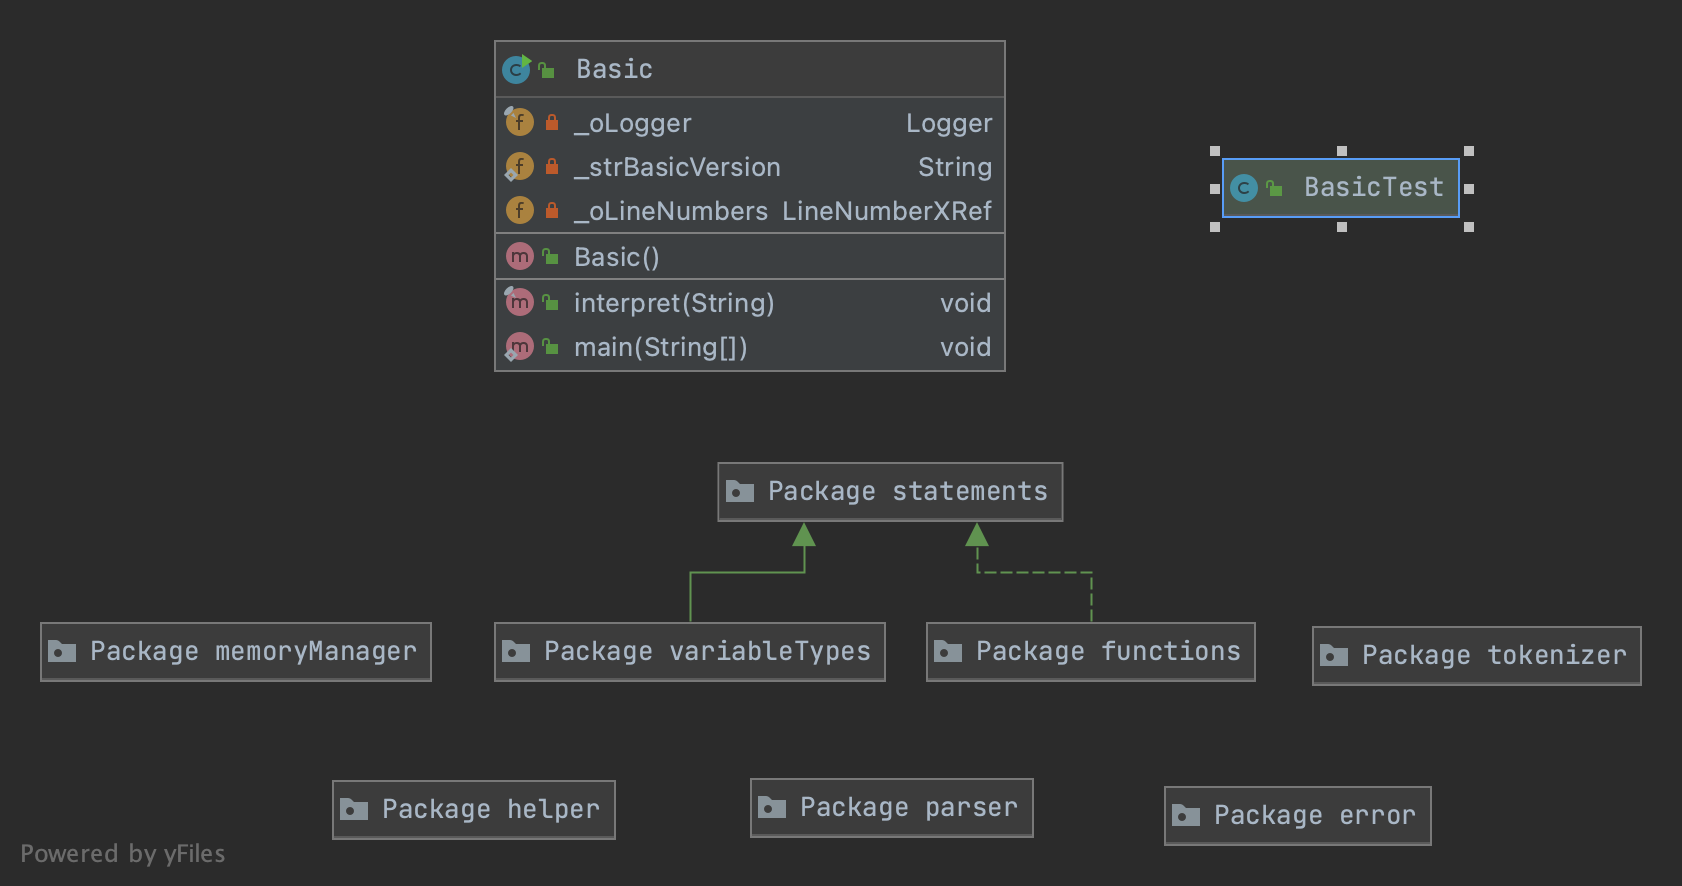 Basic
_oLogger Logger
_strBasicVersion String
_oLineNumbers LineNumberXRef
Basic()
interpret(String) void
main(String[]) void
BasicTest
Package statements
Package memoryManager
Package variableTypes
Package functions
Package tokenizer
Package helper
Package parser
Package error
Powered by yFiles